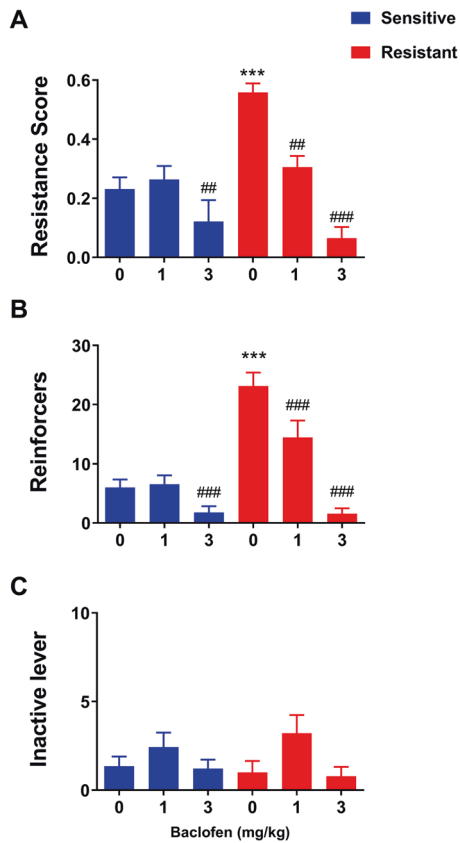 A
Sensitive
Resistant
Resistance Score
0.6
0.4
0.2
0.0
##
***
##
###
0 1 3 0 1 3
B
Reinforcers
30
20
10
0
###
***
###
###
0 1 3 0 1 3
C
Inactive lever
10
5
0
0 1 3 0 1 3
Baclofen (mg/kg)